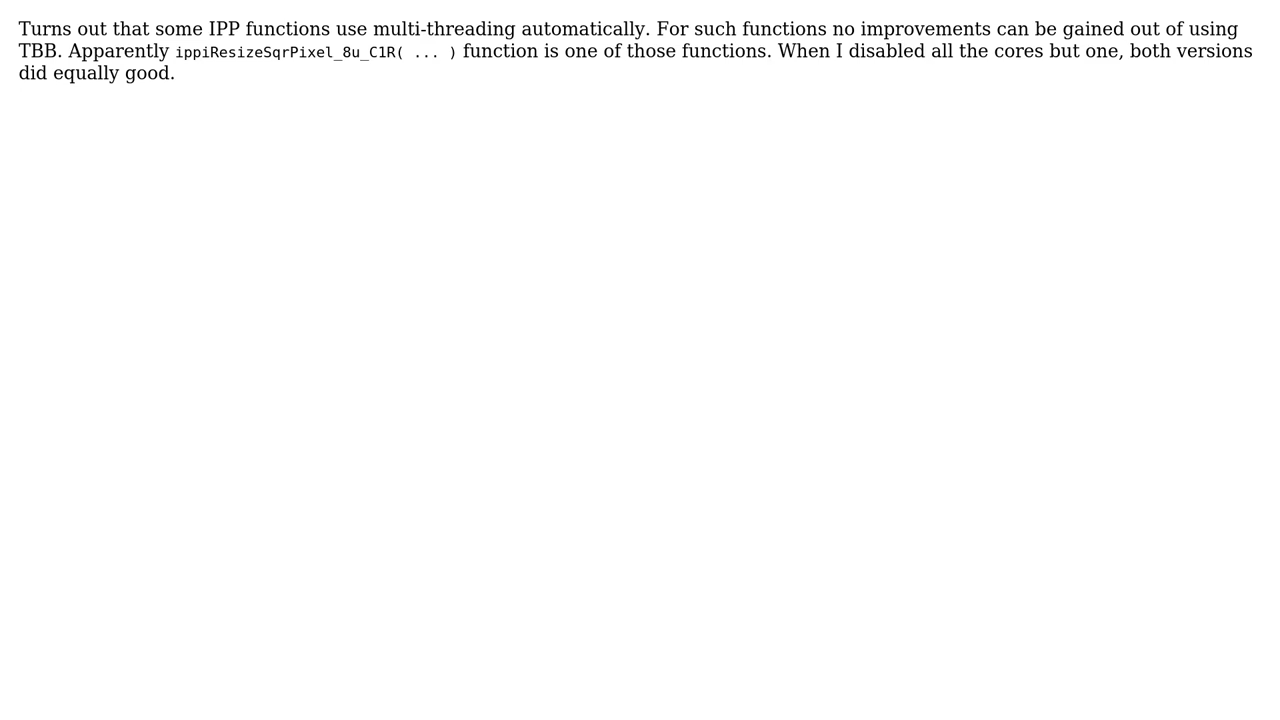 Turns out that some IPP functions use multi-threading automatically. For such functions no improvements can be gained out of using
TBB. Apparently ippiResizeSqrPixel_8u_C1R( ... ) function is one of those functions. When I disabled all the cores but one, both versions
did equally good.